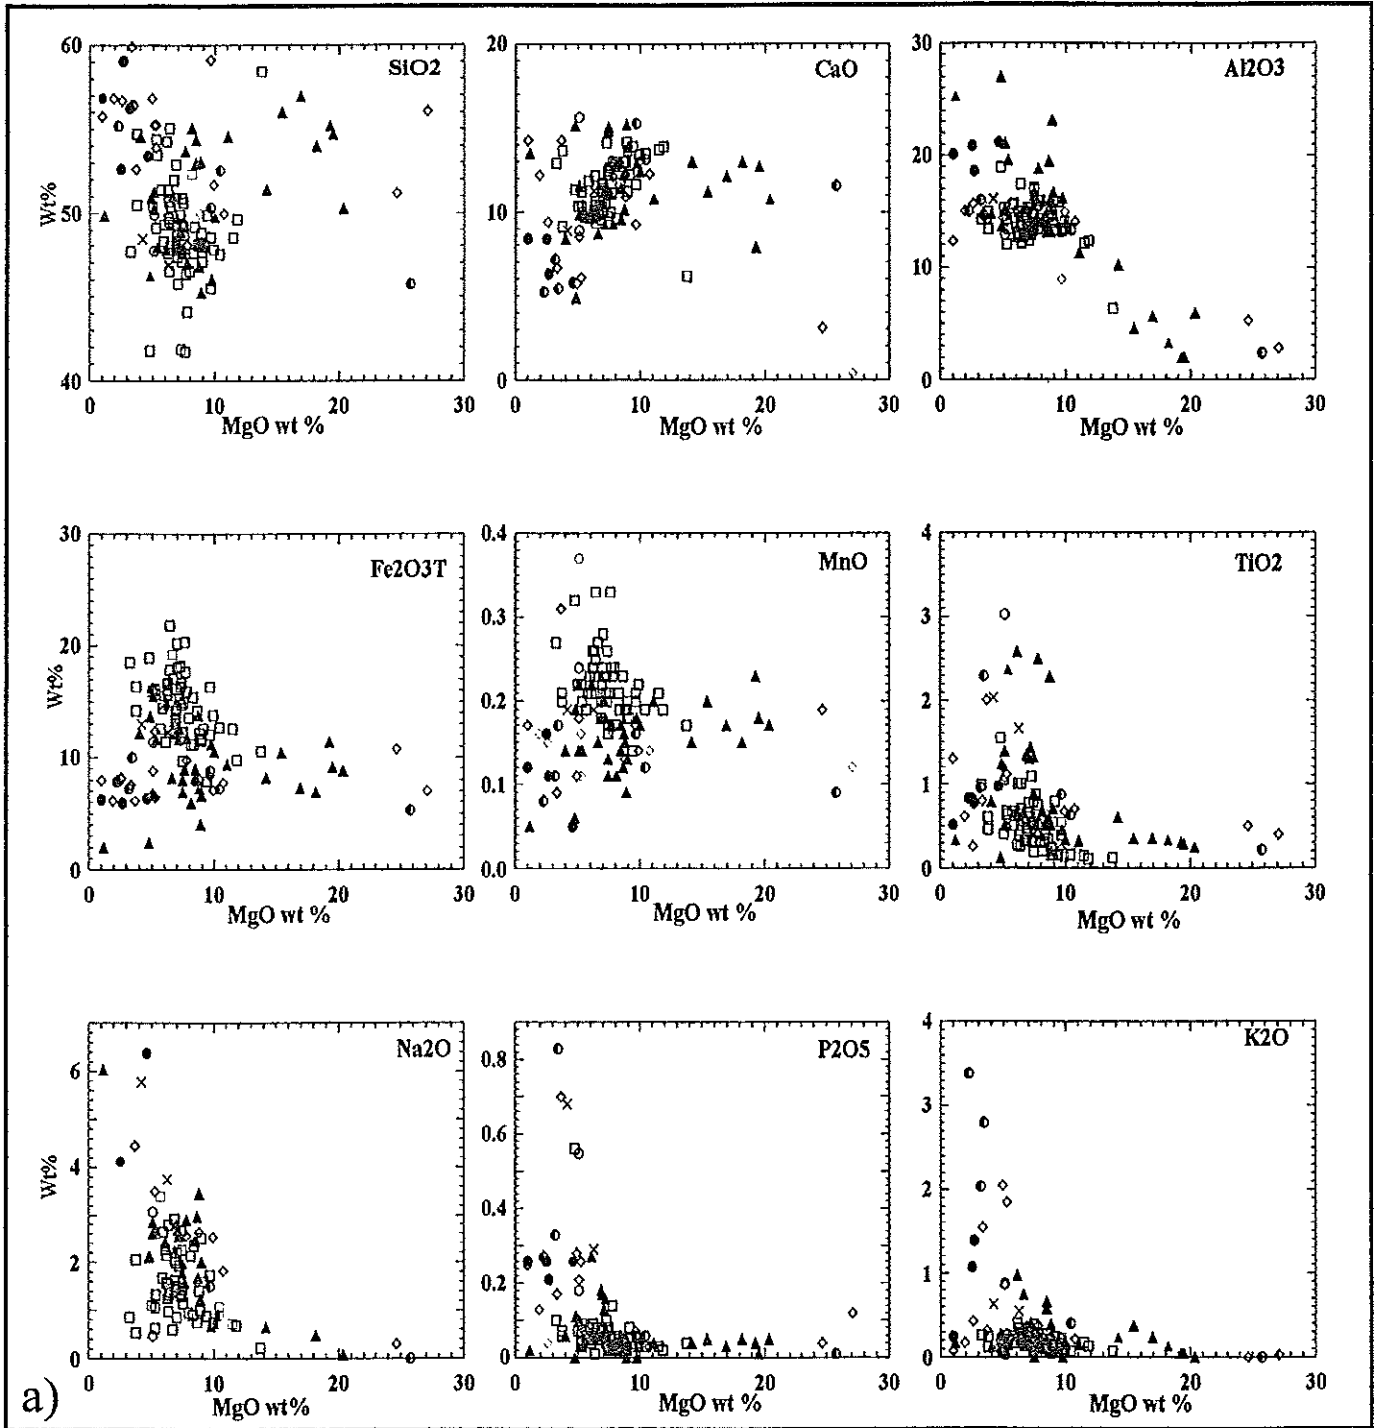 60 SiO2
50
40
Wt%
0 10 20 30
MgO wt %
20 CaO
10
0
0 10 20 30
MgO wt %
30 Al2O3
20
10
0
0 10 20 30
MgO wt %
30 Fe2O3T
20
10
0
Wt%
0 10 20 30
MgO wt %
0.4 MnO
0.3
0.2
0.1
0.0
0 10 20 30
MgO wt %
4 TiO2
3
2
1
0
0 10 20 30
MgO wt %
Na2O
6
4
2
0
Wt%
0 10 20 30
MgO wt%
P2O5
0.8
0.6
0.4
0.2
0
0 10 20 30
MgO wt %
4 K2O
3
2
1
0
0 10 20 30
MgO wt %
a)